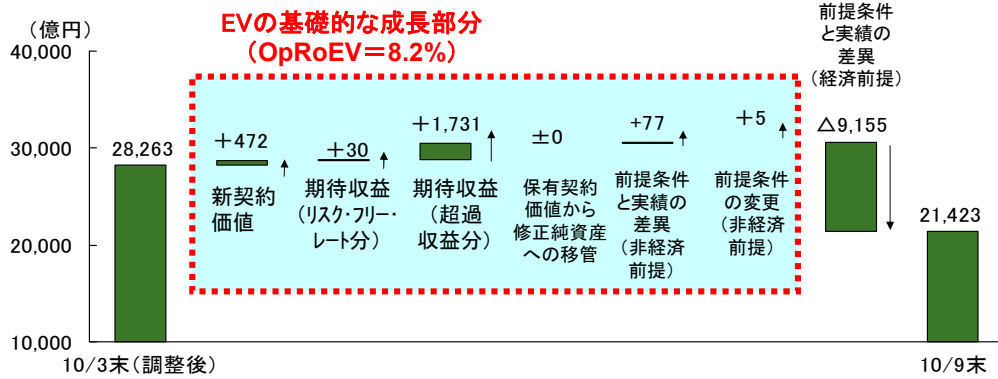 EVの基礎的な成長部分
（OpRoEV＝8.2%）
（億円）
40,000
30,000
20,000
10,000
28,263
10/3末（調整後）
＋472
新契約
価値
＋30
期待収益
（リスク・フリー・
レート分）
＋1,731
期待収益
（超過
収益分）
±0
保有契約
価値から
修正純資産
への移管
+77
前提条件
と実績の
差異
（非経済
前提）
＋5
前提条件
の変更
（非経済
前提）
前提条件
と実績の
差異
（経済前提）
△9,155
21,423
10/9末